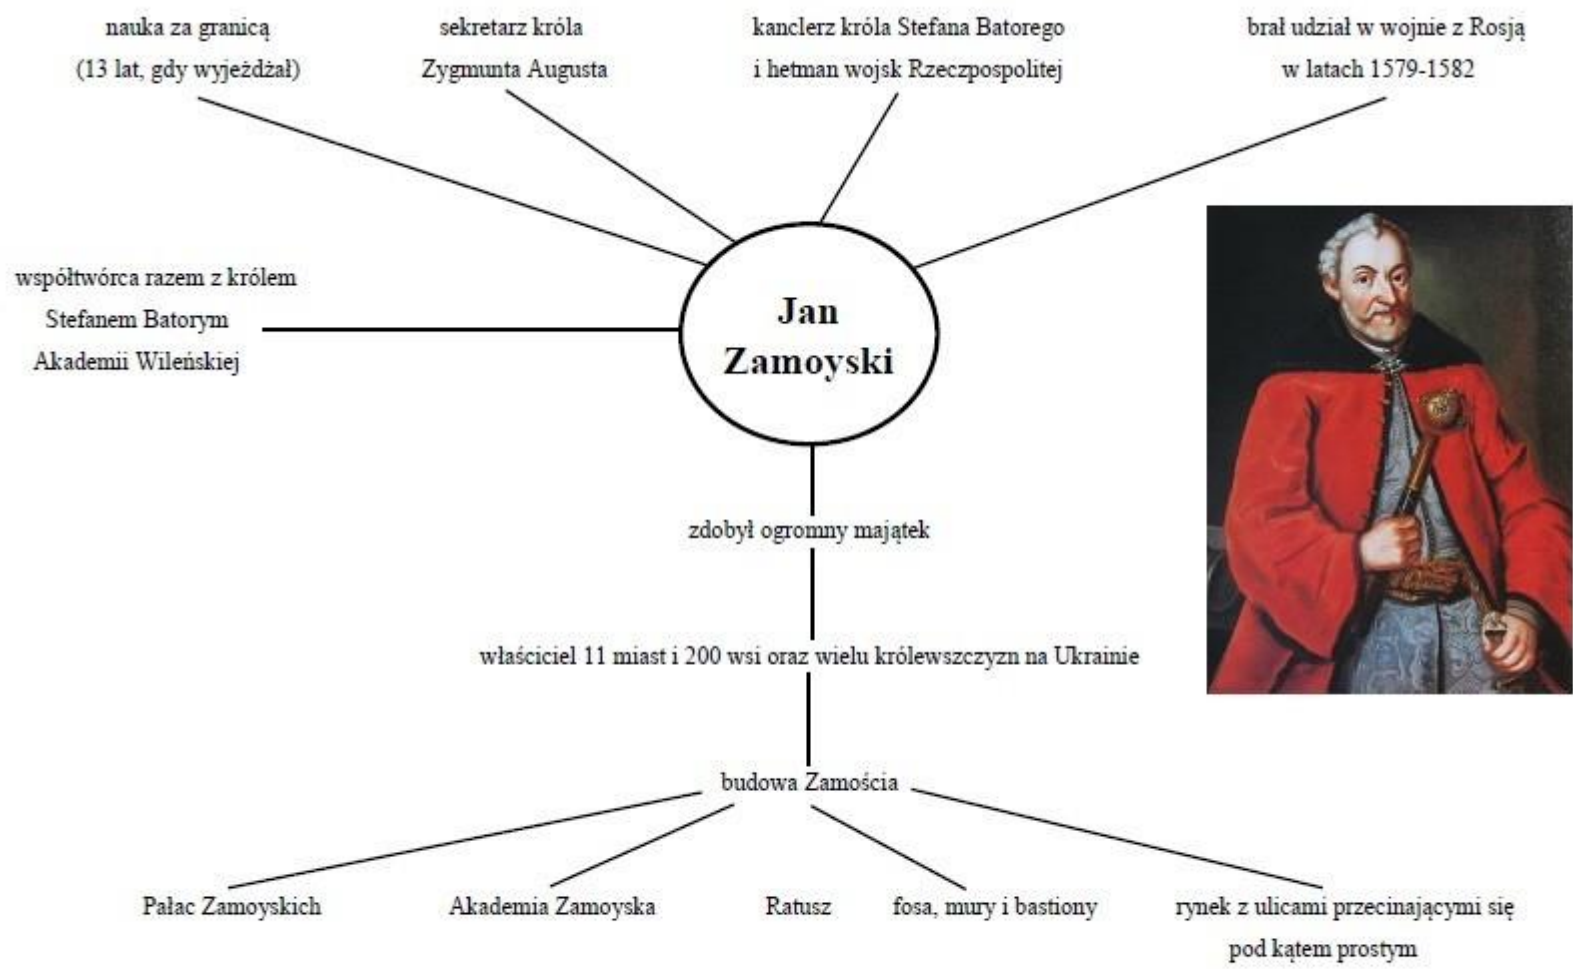 nauka za granicą
(13 lat, gdy wyjeżdżał)
sekretarz króla
Zygmunta Augusta
kanclerz króla Stefana Batorego
i hetman wojsk Rzeczpospolitej
brał udział w wojnie z Rosją
w latach 1579-1582
współtwórca razem z królem
Stefanem Batorym
Akademii Wileńskiej
Jan
Zamoyski
zdobył ogromny majątek
właściciel 11 miast i 200 wsi oraz wielu królewszczyzn na Ukrainie
budowa Zamościa
Pałac Zamoyskich
Akademia Zamoyska
Ratusz
fosa, mury i bastiony
rynek z ulicami przecinającymi się
pod kątem prostym